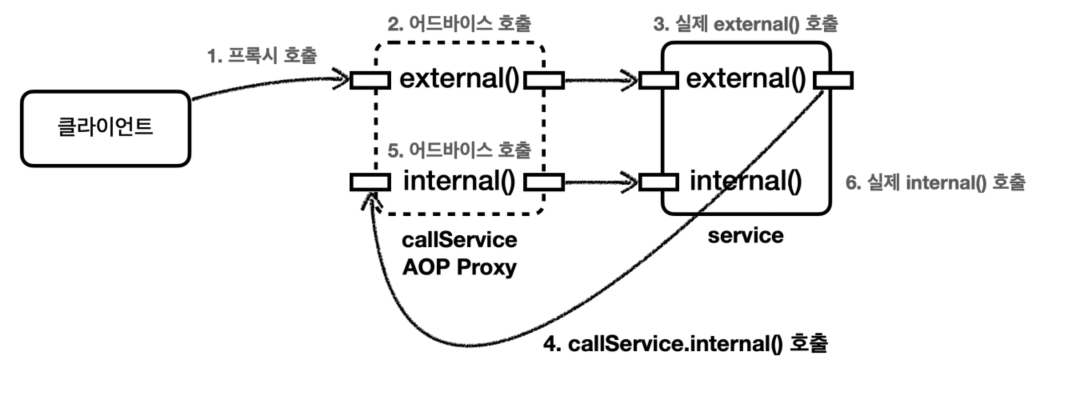 2. 어드바이스 호출
3. 실제 external() 호출
1. 프록시 호출
external()
external()
클라이언트
5. 어드바이스 호출
internal()
internal()
6. 실제 internal() 호출
callService
AOP Proxy
service
4. callService.internal() 호출